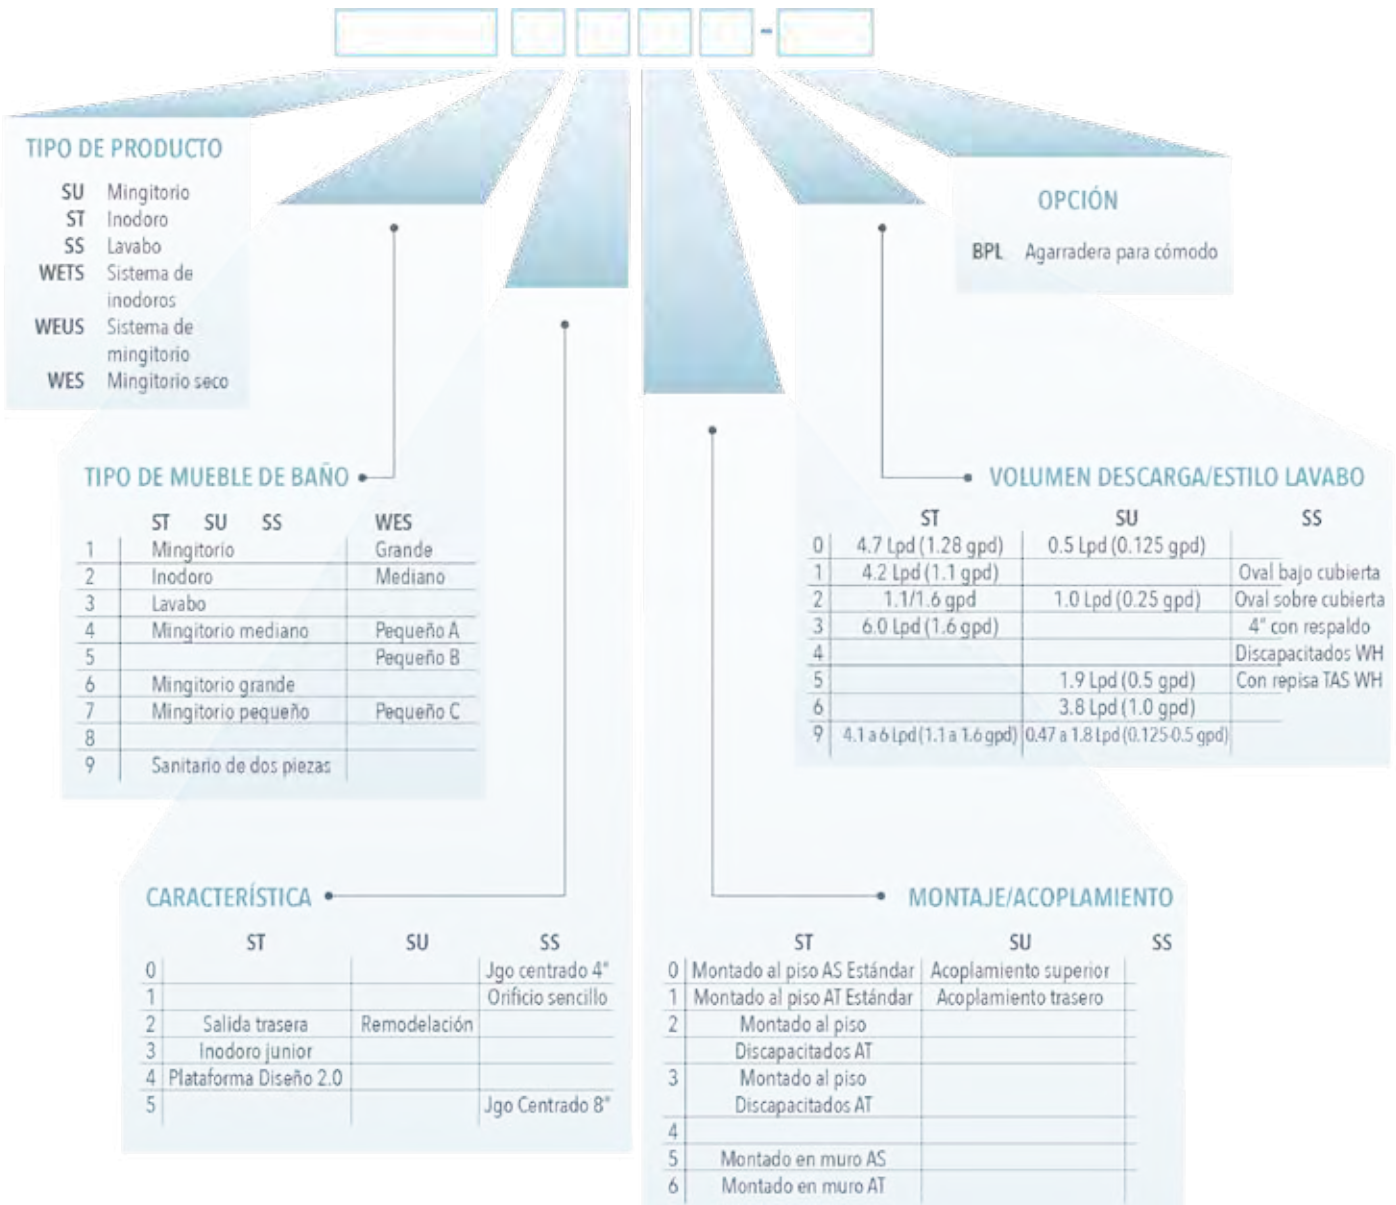 -
TIPO DE PRODUCTO
SU Mingitorio
ST Inodoro
SS Lavabo
WETS Sistema de
inodoros
WEUS Sistema de
mingitorio
WES Mingitorio seco
OPCIÓN
BPL Agarradera para cómodo
TIPO DE MUEBLE DE BAÑO
ST SU SS WES
1 Mingitorio Grande
2 Inodoro Mediano
3 Lavabo
4 Mingitorio mediano Pequeño A
5 Pequeño B
6 Mingitorio grande
7 Mingitorio pequeño Pequeño C
8
9 Sanitario de dos piezas
VOLUMEN DESCARGA/ESTILO LAVABO
ST SU SS
0 4.7 Lpd (1.28 gpd) 0.5 Lpd (0.125 gpd)
1 4.2 Lpd (1.1 gpd) Oval bajo cubierta
2 1.1/1.6 gpd 1.0 Lpd (0.25 gpd) Oval sobre cubierta
3 6.0 Lpd (1.6 gpd) 4" con respaldo
4 Discapacitados WH
5 1.9 Lpd (0.5 gpd) Con repisa TAS WH
6 3.8 Lpd (1.0 gpd)
9 4.1 a 6 Lpd (1.1 a 1.6 gpd) 0.47 a 1.8 Lpd (0.125-0.5 gpd)
CARACTERÍSTICA
ST SU SS
0 Jgo centrado 4"
1 Orificio sencillo
2 Salida trasera Remodelación
3 Inodoro junior
4 Plataforma Diseño 2.0
5 Jgo Centrado 8"
MONTAJE/ACOPLAMIENTO
ST SU SS
0 Montado al piso AS Estándar Acoplamiento superior
1 Montado al piso AT Estándar Acoplamiento trasero
2 Montado al piso
Discapacitados AT
3 Montado al piso
Discapacitados AT
4
5 Montado en muro AS
6 Montado en muro AT